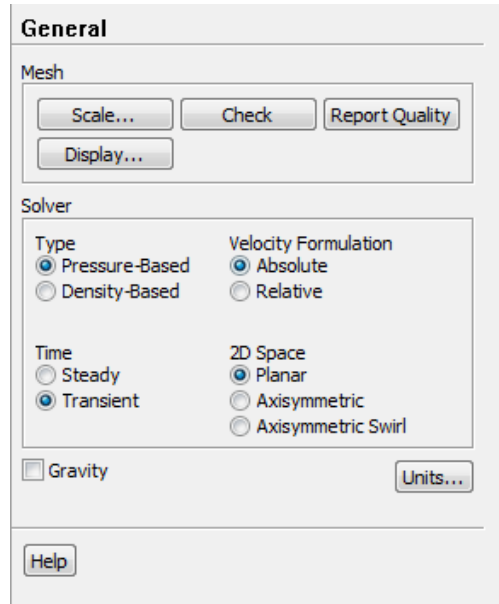 General
Mesh
Scale... Check Report Quality
Display...
Solver
Type Velocity Formulation
Pressure-Based Absolute
Density-Based Relative
Time 2D Space
Steady Planar
Transient Axisymmetric
Axisymmetric Swirl
Gravity Units...
Help